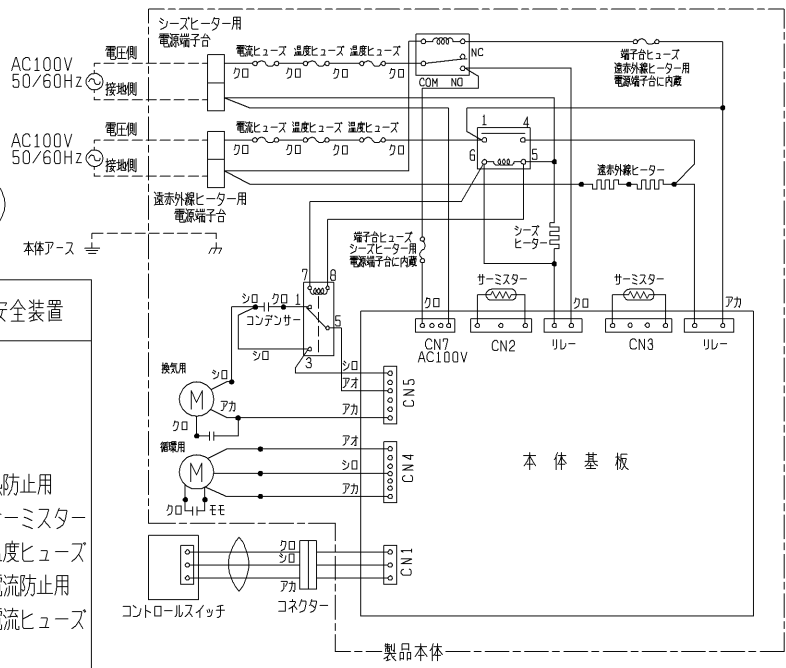 シーズヒーター用
電源端子台
AC100V
50/60Hz
電圧側
接地側
電流ヒューズ
温度ヒューズ
温度ヒューズ
クロ
クロ
クロ
NC
COM
NO
端子台ヒューズ
遠赤外線ヒーター用
電源端子台に内蔵
AC100V
50/60Hz
電圧側
接地側
電流ヒューズ
温度ヒューズ
温度ヒューズ
クロ
クロ
クロ
1
4
6
5
遠赤外線ヒーター
遠赤外線ヒーター用
電源端子台
本体アース
端子台ヒューズ
シーズヒーター用
電源端子台に内蔵
シーズ
ヒーター
安全装置
7
8
シロ
クロ
1
コンデンサー
5
シロ
3
クロ
サーミスター
クロ
サーミスター
アカ
CN7
AC100V
CN2
リレー
CN3
リレー
換気用
シロ
M
アカ
クロ
シロ
アオ
アカ
CN5
循環用
M
クロ
モモ
アオ
シロ
アカ
CN4
本体基板
防止用
サーミスター
温度ヒューズ
電流防止用
電流ヒューズ
クロ
シロ
アカ
CN1
コントロールスイッチ
コネクター
製品本体